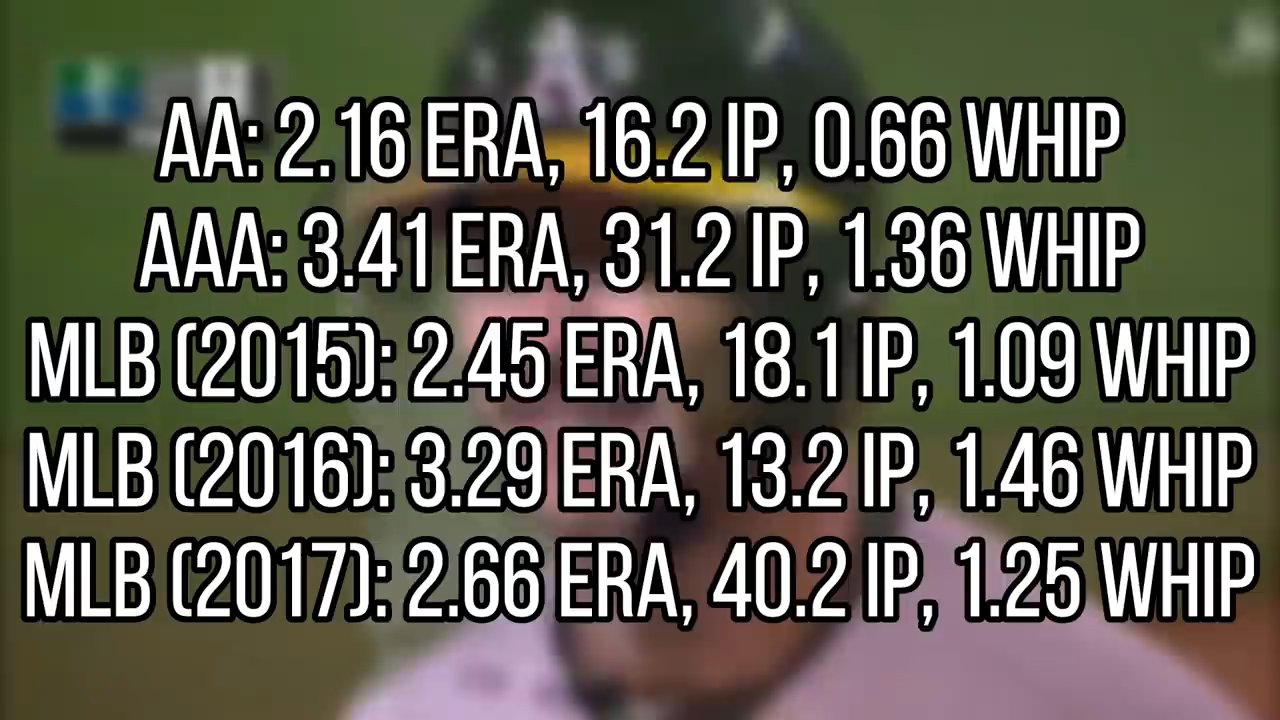 AA: 2.16 ERA, 16.2 IP, 0.66 WHIP
AAA: 3.41 ERA, 31.2 IP, 1.36 WHIP
MLB (2015): 2.45 ERA, 18.1 IP, 1.09 WHIP
MLB (2016): 3.29 ERA, 13.2 IP, 1.46 WHIP
MLB (2017): 2.66 ERA, 40.2 IP, 1.25 WHIP